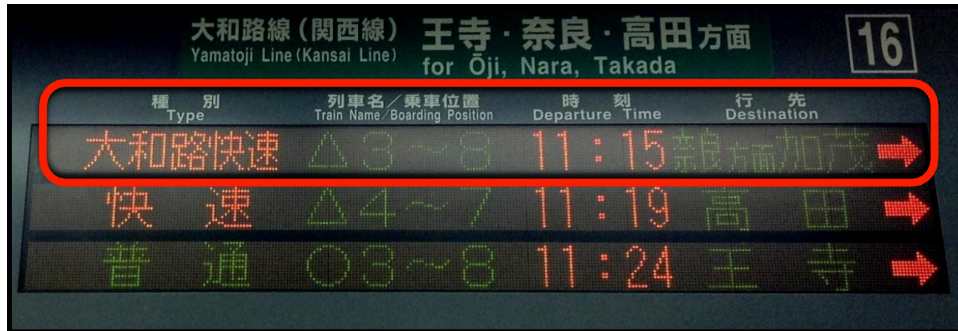 大和路線（関西線） 王寺・奈良・高田方面 16
Yamatoji Line (Kansai Line) for Ōji, Nara, Takada
種別 列車名／乗車位置 時刻 行先
Type Train Name/Boarding Position Departure Time Destination
大和路快速 △3～8 11:15 奈良方面加茂 →
快速 △4～7 11:19 高田 →
普通 ○3～8 11:24 王寺 →